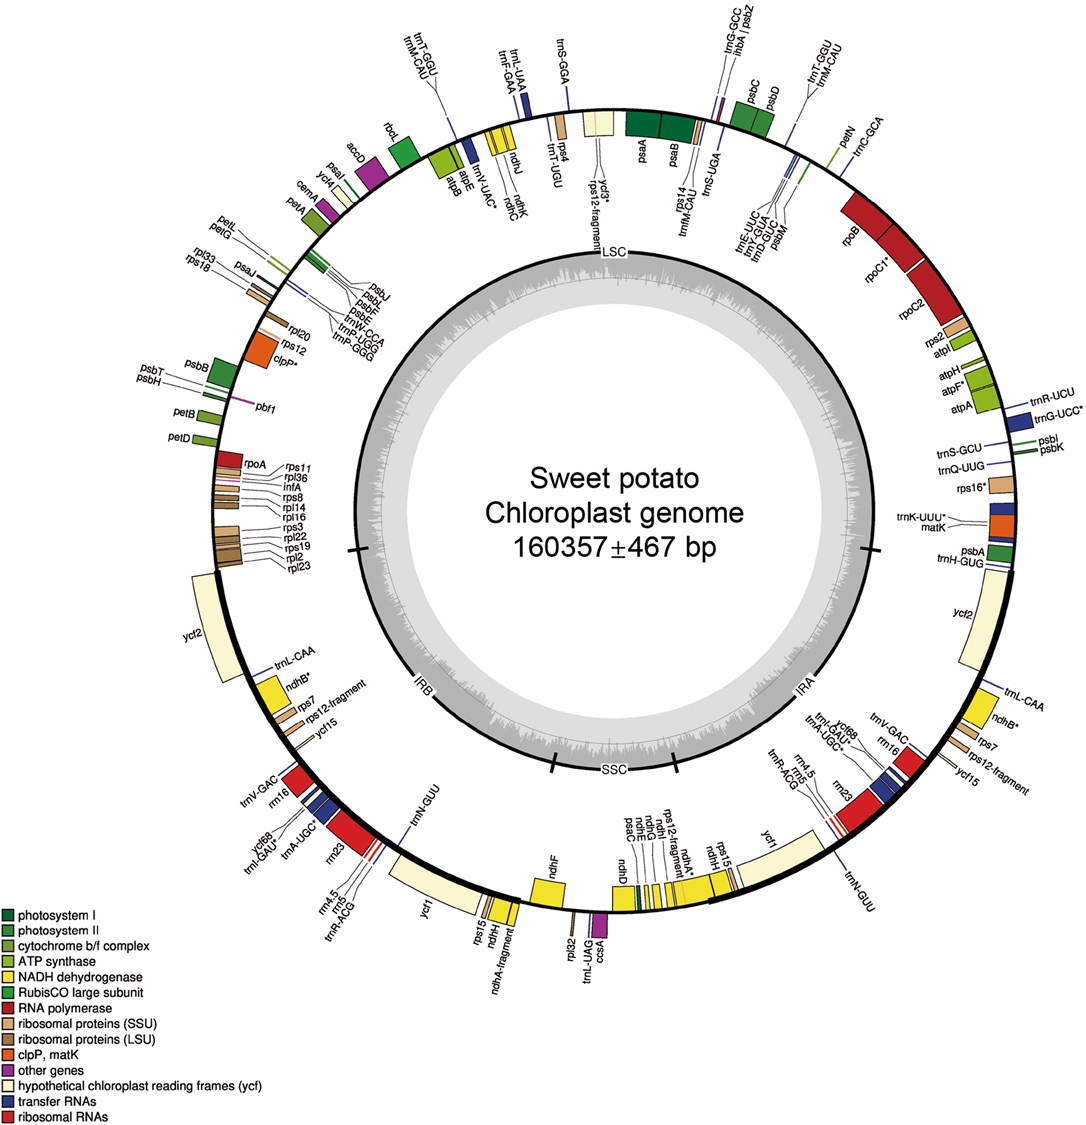 trnT-GGU
trnM-CAU
trnL-UAA
trnF-GAA
trnS-GGA
trnG-GCC
ihbA | psbZ
psbC
psbD
trnT-GGU
trnM-CAU
petN
trnC-GCA
rbcL
accD
psaI
ycf4
cemA
petA
petL
petG
rpl33
rps18
psaJ
atpB
atpE
trnV-UAC*
ndhJ
ndhK
ndhC
trnT-UGU
rps4
ycf3*
rps12-fragment
psaA
psaB
rps14
trnfM-CAU
trnS-UGA
trnE-UUC
trnY-GUA
trnD-GUC
psbM
rpoB
rpoC1*
rpoC2
rps2
atpI
atpH
atpF*
atpA
trnR-UCU
trnG-UCC*
trnS-GCU
psbI
psbK
trnQ-UUG
rps16*
trnK-UUU*
matK
psbA
trnH-GUG
psbJ
psbL
psbF
psbE
trnW-CCA
trnP-UGG
trnP-GGG
rpl20
rps12
clpP*
psbB
psbT
psbH
pbf1
petB
petD
rpoA
rps11
rpl36
infA
rps8
rpl14
rpl16
rps3
rpl22
rps19
rpl2
rpl23
LSC
Sweet potato
Chloroplast genome
160357±467 bp
IRB
IRA
SSC
ycf2
trnL-CAA
ndhB*
rps7
rps12-fragment
ycf15
trnV-GAC
rrn16
ycf68
trnI-GAU*
trnA-UGC*
rrn23
rrn4.5
rrn5
trnR-ACG
trnN-GUU
ycf1
rps15
ndhH
ndhA-fragment
ndhF
rpl32
trnL-UAG
ccsA
ndhD
psaC
ndhE
ndhG
ndhI
rps12-fragment
ndhA*
ndhH
rps15
ycf1
trnN-GUU
trnR-ACG
rrn5
rrn4.5
rrn23
trnA-UGC*
trnI-GAU*
ycf68
rrn16
trnV-GAC
ycf15
rps12-fragment
rps7
ndhB*
trnL-CAA
ycf2
photosystem I
photosystem II
cytochrome b/f complex
ATP synthase
NADH dehydrogenase
RubisCO large subunit
RNA polymerase
ribosomal proteins (SSU)
ribosomal proteins (LSU)
clpP, matK
other genes
hypothetical chloroplast reading frames (ycf)
transfer RNAs
ribosomal RNAs